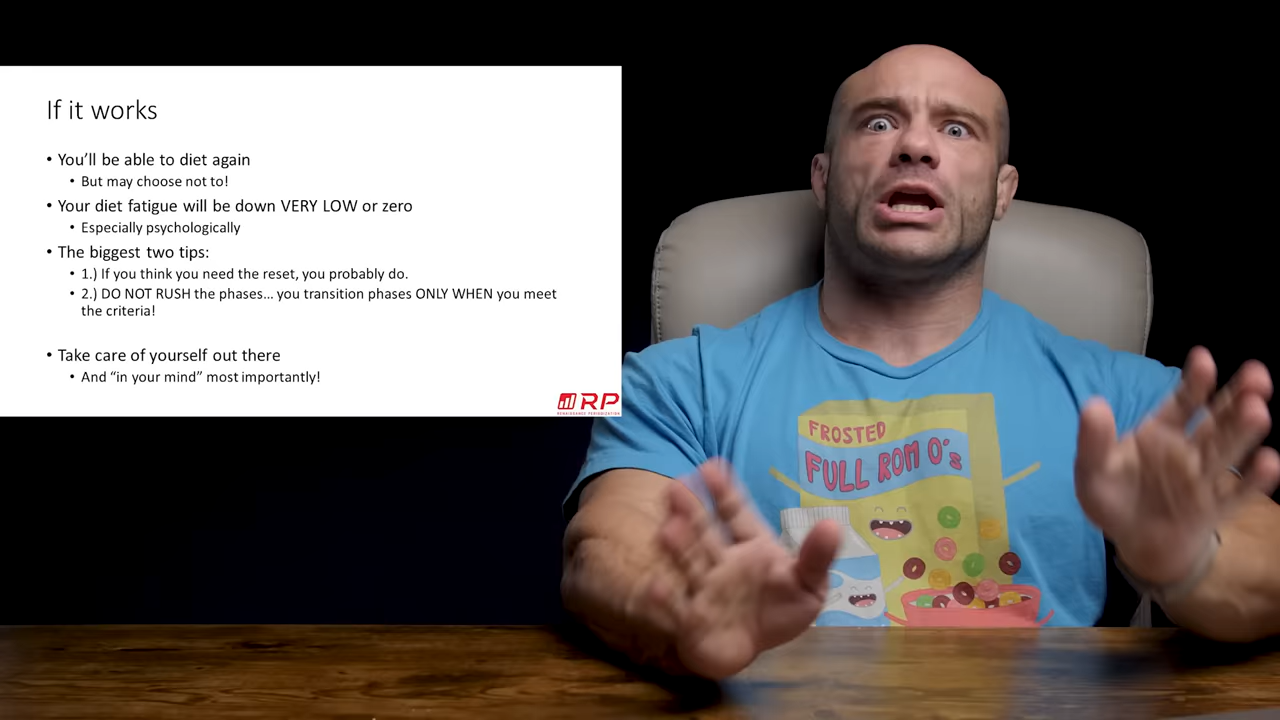 If it works
• You'll be able to diet again
• But may choose not to!
• Your diet fatigue will be down VERY LOW or zero
• Especially psychologically
• The biggest two tips:
• 1.) If you think you need the reset, you probably do.
• 2.) DO NOT RUSH the phases... you transition phases ONLY WHEN you meet
the criteria!
• Take care of yourself out there
• And “in your mind” most importantly!
RP
RENAISSANCE PERIODIZATION
FROSTED
FULL ROM O's